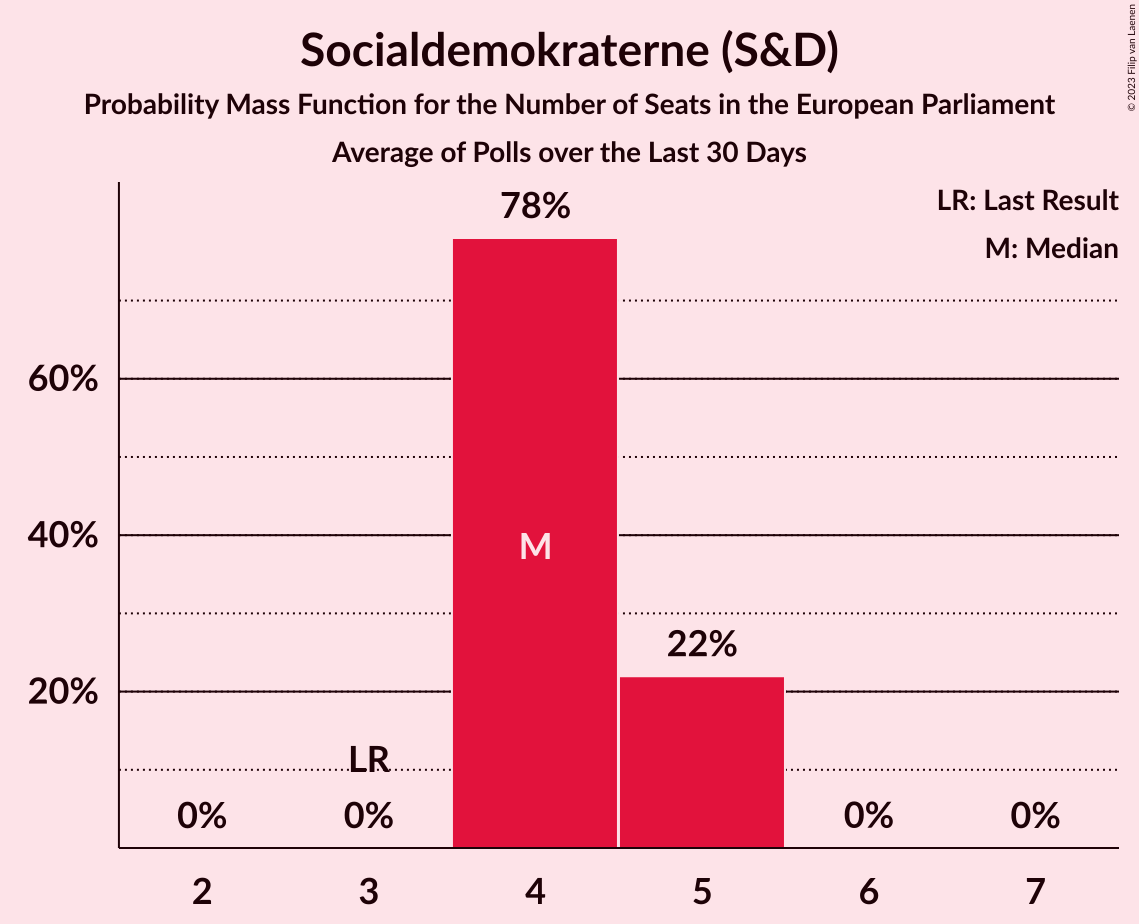 Socialdemokraterne (S&D)
Probability Mass Function for the Number of Seats in the European Parliament
Average of Polls over the Last 30 Days
© 2023 Filip van Laenen
LR: Last Result
M: Median
78%
60%
40%
M
22%
20%
LR
0%
0%
0%
0%
2
3
4
5
6
7